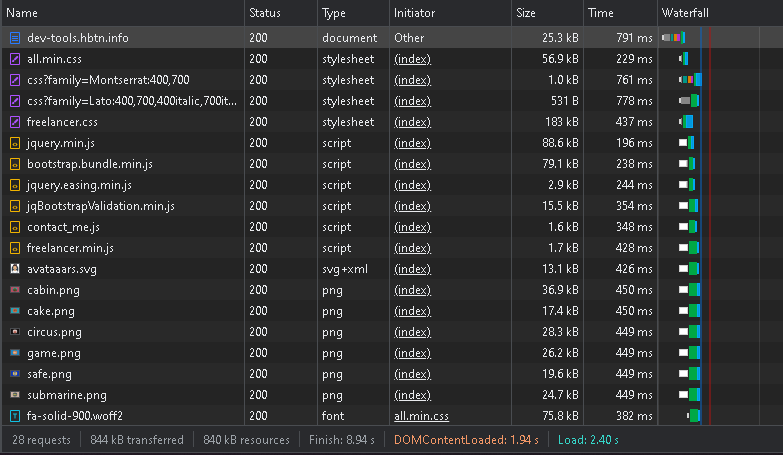 Name Status Type Initiator Size Time Waterfall
dev-tools.hbtn.info 200 document Other 25.3 kB 791 ms
all.min.css 200 stylesheet (index) 56.9 kB 229 ms
css?family=Montserrat:400,700 200 stylesheet (index) 1.0 kB 761 ms
css?family=Lato:400,700,400italic,700it... 200 stylesheet (index) 531 B 778 ms
freelancer.css 200 stylesheet (index) 183 kB 437 ms
jquery.min.js 200 script (index) 88.6 kB 196 ms
bootstrap.bundle.min.js 200 script (index) 79.1 kB 238 ms
jquery.easing.min.js 200 script (index) 2.9 kB 244 ms
jqBootstrapValidation.min.js 200 script (index) 15.5 kB 354 ms
contact_me.js 200 script (index) 1.6 kB 348 ms
freelancer.min.js 200 script (index) 1.7 kB 428 ms
avataaars.svg 200 svg+xml (index) 13.1 kB 426 ms
cabin.png 200 png (index) 36.9 kB 450 ms
cake.png 200 png (index) 17.4 kB 450 ms
circus.png 200 png (index) 28.3 kB 449 ms
game.png 200 png (index) 26.2 kB 449 ms
safe.png 200 png (index) 19.6 kB 449 ms
submarine.png 200 png (index) 24.7 kB 449 ms
fa-solid-900.woff2 200 font all.min.css 75.8 kB 382 ms
28 requests 844 kB transferred 840 kB resources Finish: 8.94 s DOMContentLoaded: 1.94 s Load: 2.40 s